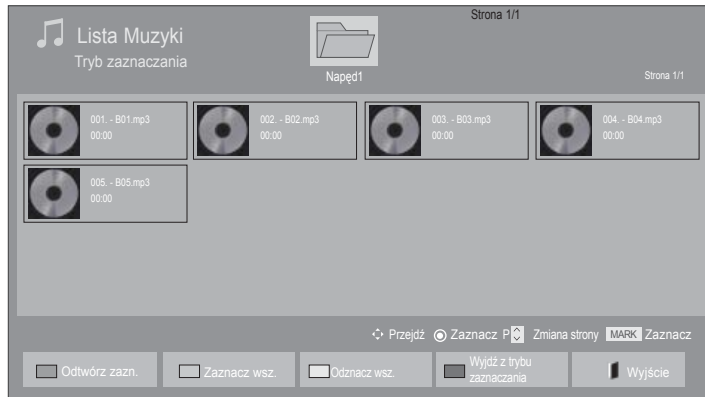 Strona 1/1
Lista Muzyki
Tryb zaznaczania
Napęd1
Strona 1/1
001. - B01.mp3
00:00
002. - B02.mp3
00:00
003. - B03.mp3
00:00
004. - B04.mp3
00:00
005. - B05.mp3
00:00
Przejdź Zaznacz P Zmiana strony MARK Zaznacz
Odtwórz zazn.
Zaznacz wsz.
Odznacz wsz.
Wyjdź z trybu
zaznaczania
Wyjście